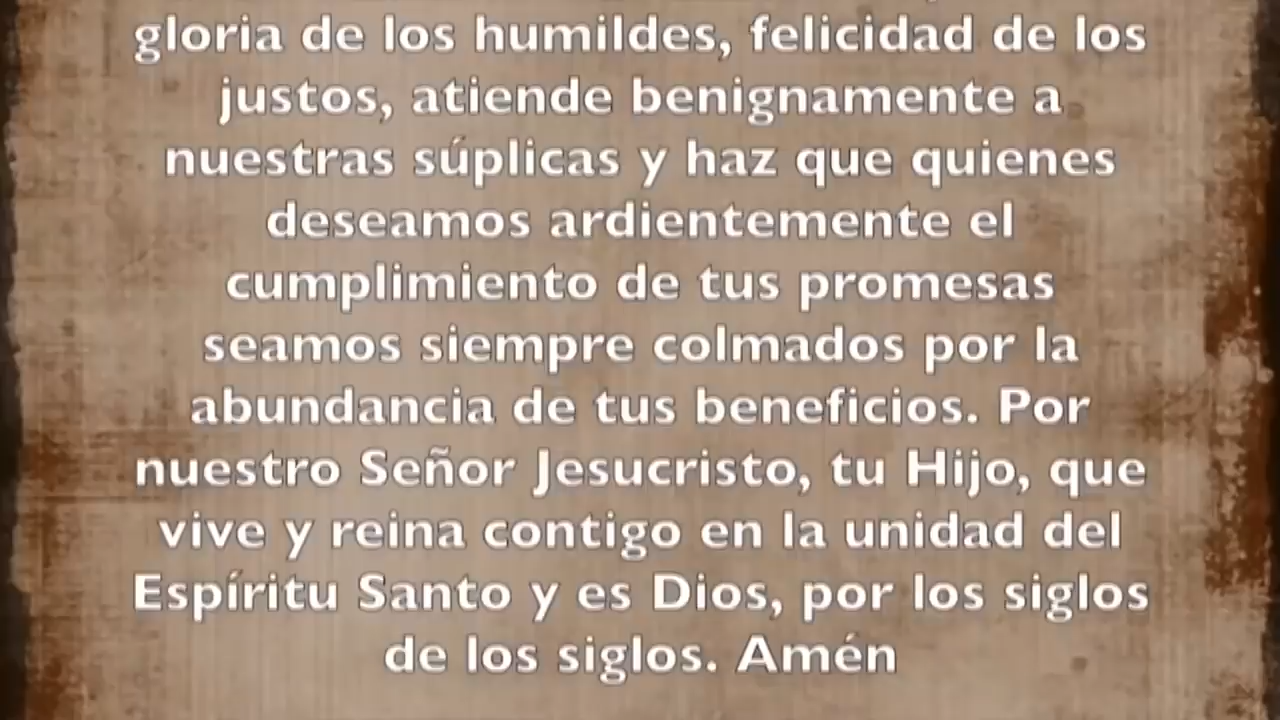 gloria de los humildes, felicidad de los
justos, atiende benignamente a
nuestras súplicas y haz que quienes
deseamos ardientemente el
cumplimiento de tus promesas
seamos siempre colmados por la
abundancia de tus beneficios. Por
nuestro Señor Jesucristo, tu Hijo, que
vive y reina contigo en la unidad del
Espíritu Santo y es Dios, por los siglos
de los siglos. Amén